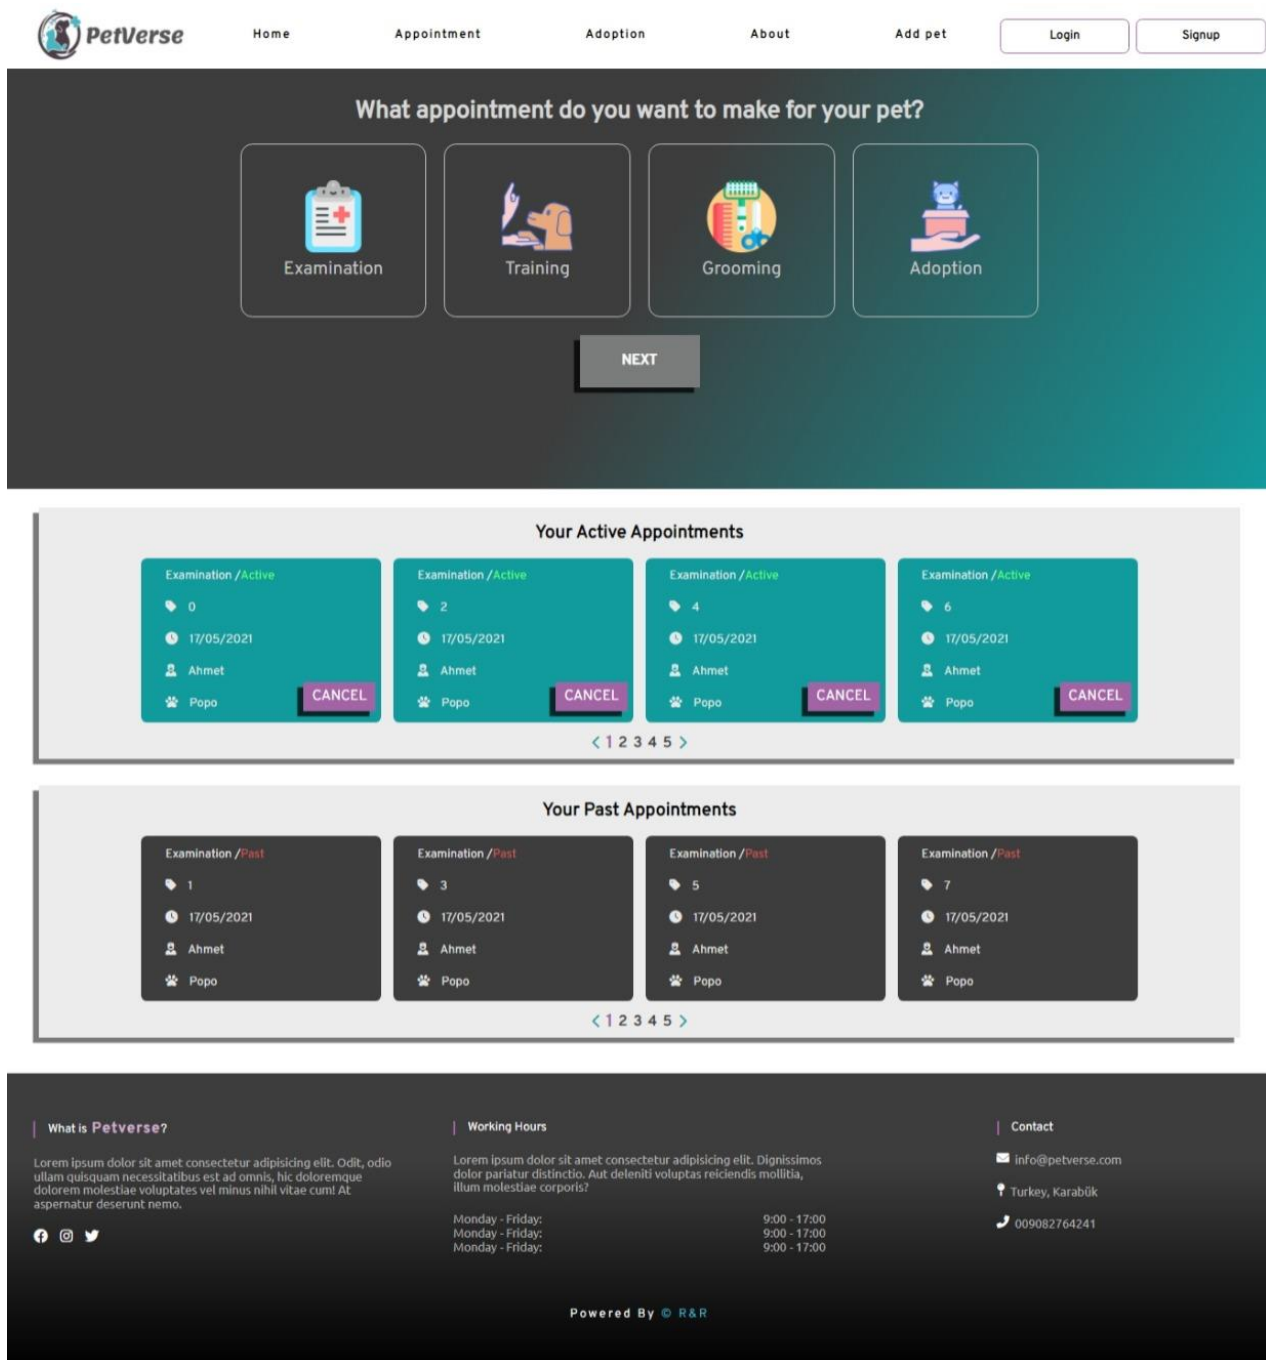 PetVerse Home Appointment Adoption About Add pet Login Signup
What appointment do you want to make for your pet?
Examination Training Grooming Adoption
NEXT
Your Active Appointments
Examination /Active Examination /Active Examination /Active Examination /Active
0 2 4 6
17/05/2021 17/05/2021 17/05/2021 17/05/2021
Ahmet Ahmet Ahmet Ahmet
Popo CANCEL Popo CANCEL Popo CANCEL Popo CANCEL
< 1 2 3 4 5 >
Your Past Appointments
Examination /Past Examination /Past Examination /Past Examination /Past
1 3 5 7
17/05/2021 17/05/2021 17/05/2021 17/05/2021
Ahmet Ahmet Ahmet Ahmet
Popo Popo Popo Popo
< 1 2 3 4 5 >
What is Petverse?
Lorem ipsum dolor sit amet consectetur adipisicing elit. Odit, odio
ullam quisquam necessitatibus est ad omnis, hic doloremque
dolorem molestiae voluptates vel minus nihil vitae cum! At
aspernatur deserunt nemo.
Working Hours
Lorem ipsum dolor sit amet consectetur adipisicing elit. Dignissimos
dolor pariatur distinctio. Aut deleniti voluptas reiciendis mollitia,
illum molestiae corporis?
Monday - Friday: 9:00 - 17:00
Monday - Friday: 9:00 - 17:00
Monday - Friday: 9:00 - 17:00
Contact
info@petverse.com
Turkey, Karabük
009082764241
Powered By © R&R